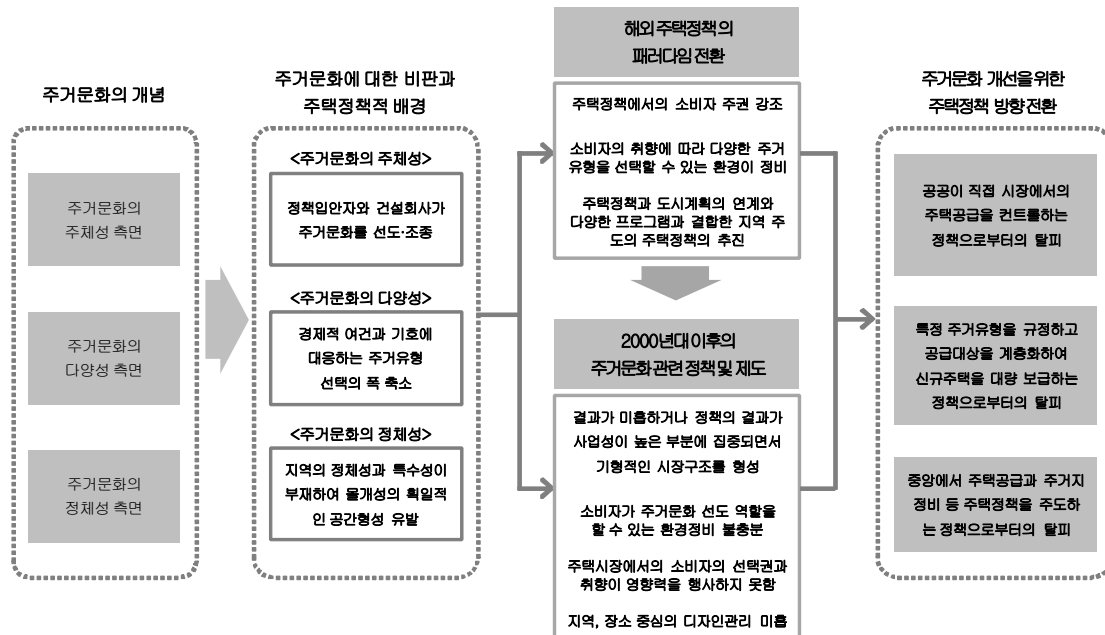 주거문화의 개념
주거문화의
주체성 측면
주거문화의
다양성 측면
주거문화의
정체성 측면
주거문화에 대한 비판과
주택정책적 배경
<주거문화의 주체성>
정책입안자와 건설회사가
주거문화를 선도·조종
<주거문화의 다양성>
경제적 여건과 기호에
대응하는 주거유형
선택의 폭 축소
<주거문화의 정체성>
지역의 정체성과 특수성이
부재하여 몰개성의 획일적
인 공간형성 유발
해외 주택정책의
패러다임 전환
주택정책에서의 소비자 주권 강조
소비자의 취향에 따라 다양한 주거
유형을 선택할 수 있는 환경이 정비
주택정책과 도시계획의 연계와
다양한 프로그램과 결합한 지역 주
도의 주택정책의 추진
2000년대 이후의
주거문화 관련 정책 및 제도
결과가 미흡하거나 정책의 결과가
사업성이 높은 부분에 집중되면서
기형적인 시장구조를 형성
소비자가 주거문화 선도 역할을
할 수 있는 환경정비 불충분
주택시장에서의 소비자의 선택권과
취향이 영향력을 행사하지 못함
지역, 장소 중심의 디자인관리 미흡
주거문화 개선을 위한
주택정책 방향 전환
공공이 직접 시장에서의
주택공급을 컨트롤하는
정책으로부터의 탈피
특정 주거유형을 규정하고
공급대상을 계층화하여
신규주택을 대량 보급하는
정책으로부터의 탈피
중앙에서 주택공급과 주거지
정비 등 주택정책을 주도하
는 정책으로부터의 탈피